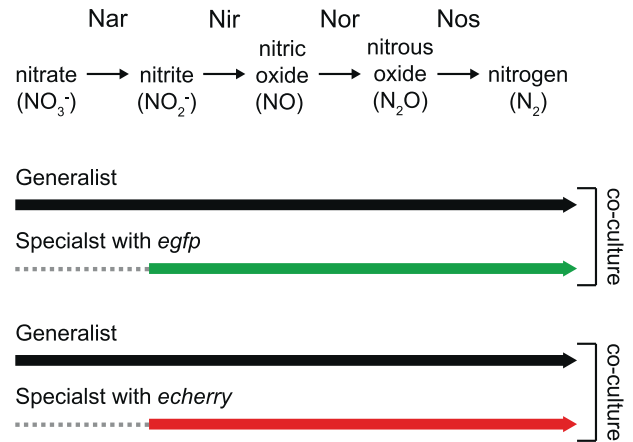 Nar Nir Nor Nos
nitrate nitrite nitric oxide nitrous oxide nitrogen
(NO₃⁻) (NO₂⁻) (NO) (N₂O) (N₂)
Generalist
Specialst with egfp
co-culture
Generalist
Specialst with echerry
co-culture